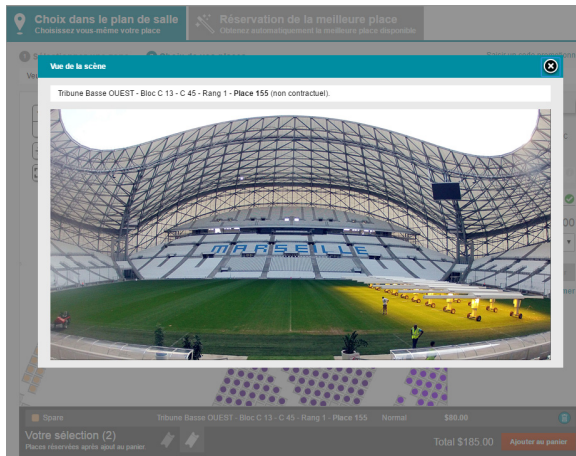 Choix dans le plan de salle
Choisissez vous-même votre place
Réservation de la meilleure place
Obtenez automatiquement la meilleure place disponible
Vue de la scène
Tribune Basse OUEST - Bloc C 13 - C 45 - Rang 1 - Place 155 (non contractuel).
MARSEILLE
Spare
Tribune Basse OUEST - Bloc C 13 - C 45 - Rang 1 - Place 155
Normal
$80.00
Votre sélection (2)
Places réservées après ajout au panier
Total $185.00
Ajouter au panier